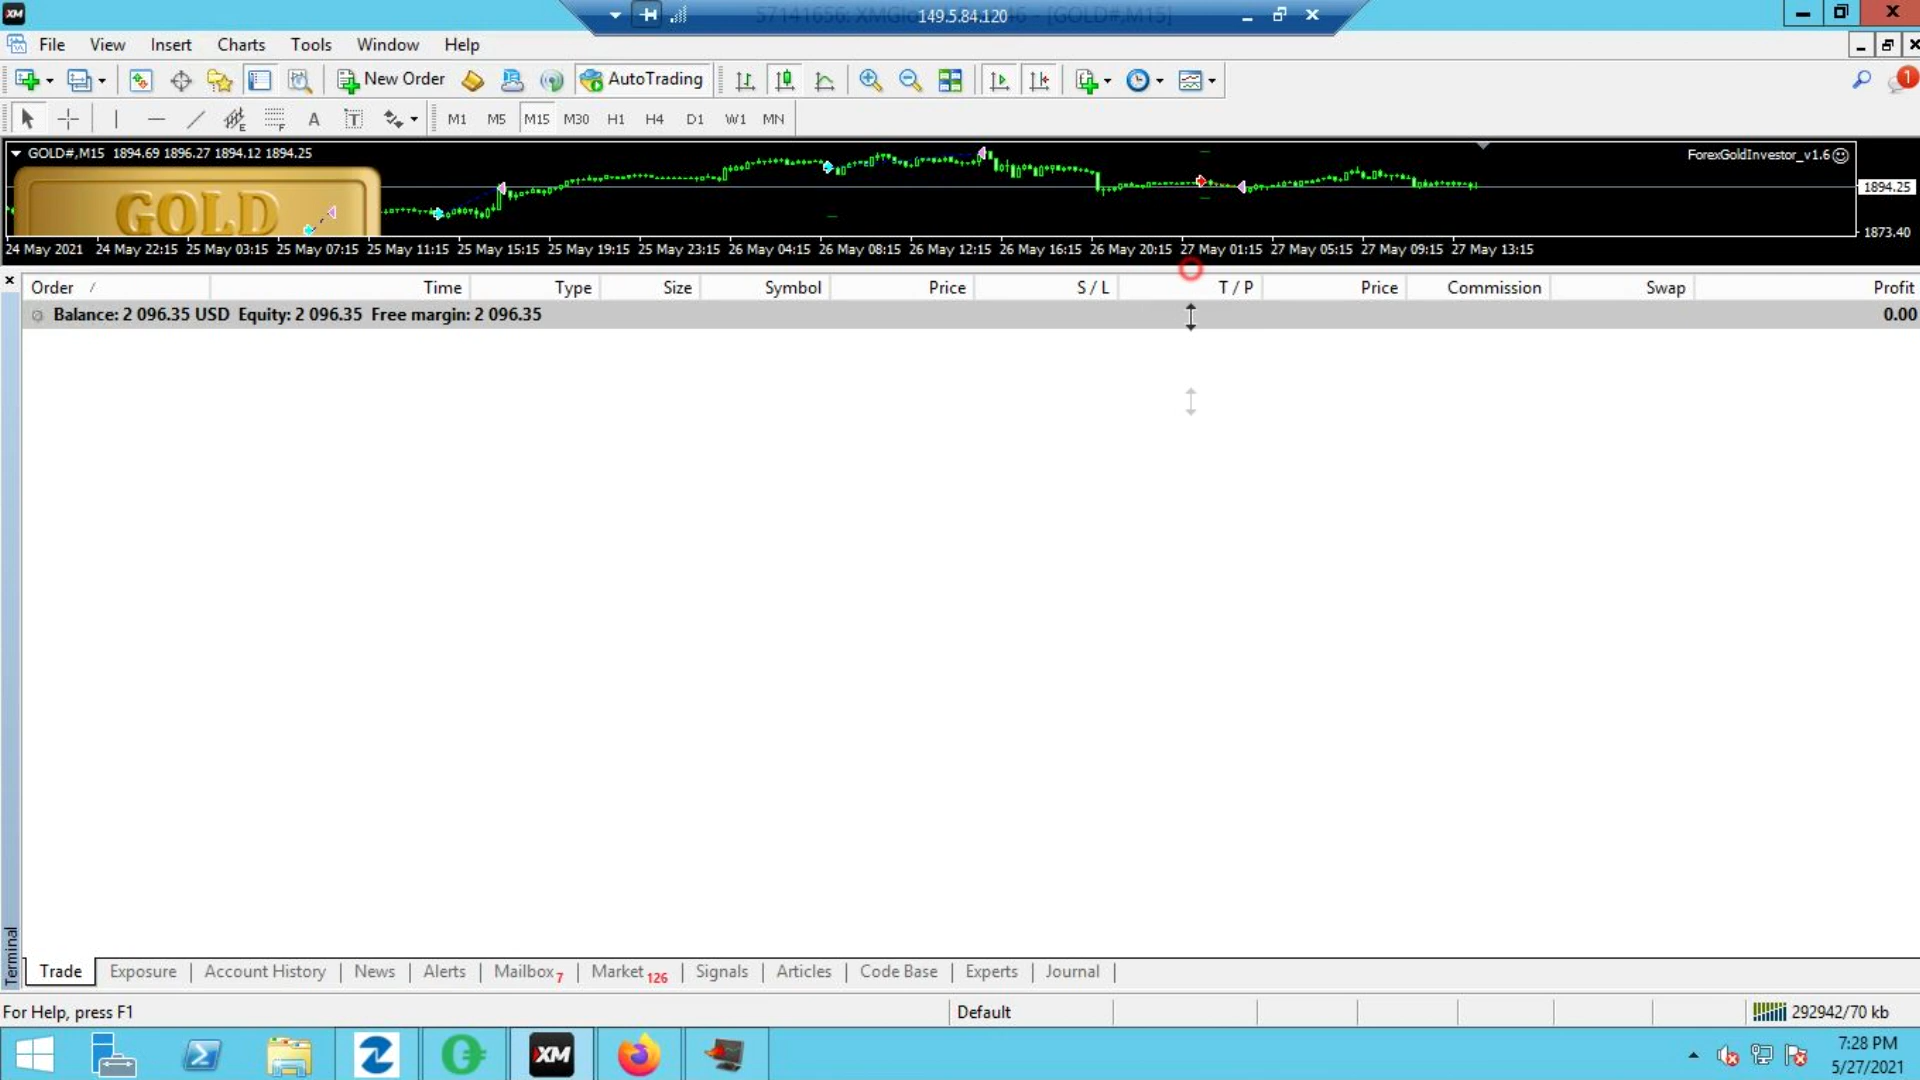 XM
149.5.84.120
File View Insert Charts Tools Window Help
New Order AutoTrading 1
A T M1 M5 M15 M30 H1 H4 D1 W1 MN
GOLD#,M15 1894.69 1896.27 1894.12 1894.25
ForexGoldInvestor_v1.6
1894.25
GOLD
1873.40
24 May 2021 24 May 22:15 25 May 03:15 25 May 07:15 25 May 11:15 25 May 15:15 25 May 19:15 25 May 23:15 26 May 04:15 26 May 08:15 26 May 12:15 26 May 16:15 26 May 20:15 27 May 01:15 27 May 05:15 27 May 09:15 27 May 13:15
Order / Time Type Size Symbol Price S / L T / P Price Commission Swap Profit
Balance: 2 096.35 USD Equity: 2 096.35 Free margin: 2 096.35 0.00
Terminal
Trade Exposure Account History News Alerts Mailbox 7 Market 126 Signals Articles Code Base Experts Journal
For Help, press F1 Default 292942/70 kb
XM
7:28 PM
5/27/2021